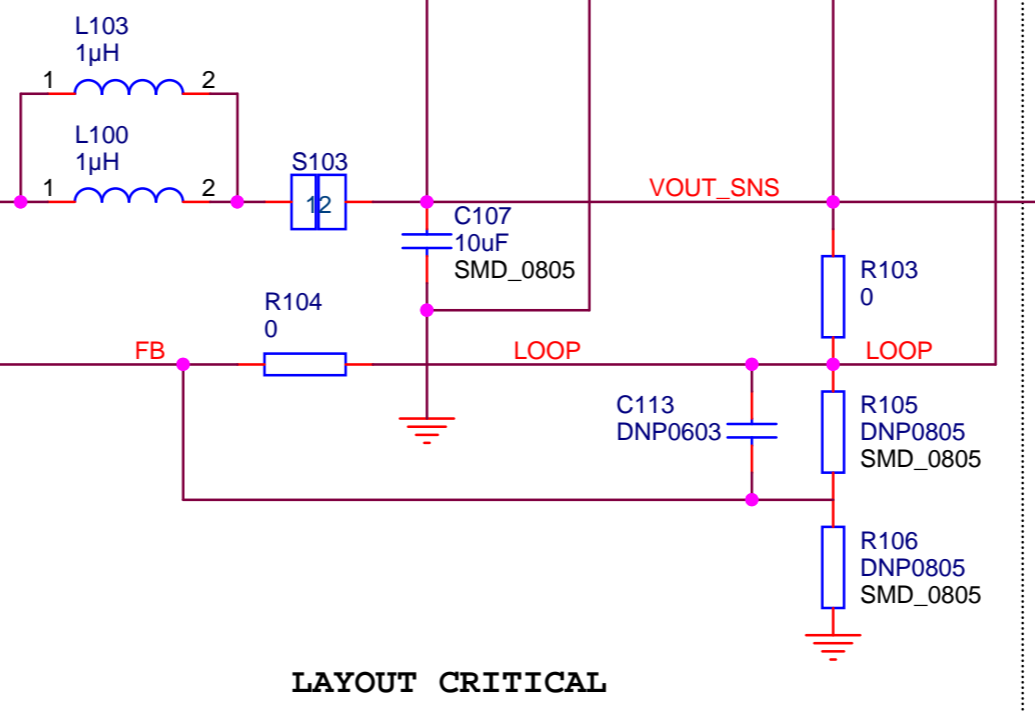 L103
1µH
1 2
L100
1µH
1 2
S103
12
VOUT_SNS
C107
10uF
SMD_0805
R103
0
R104
0
FB
LOOP
LOOP
C113
DNP0603
R105
DNP0805
SMD_0805
R106
DNP0805
SMD_0805
LAYOUT CRITICAL